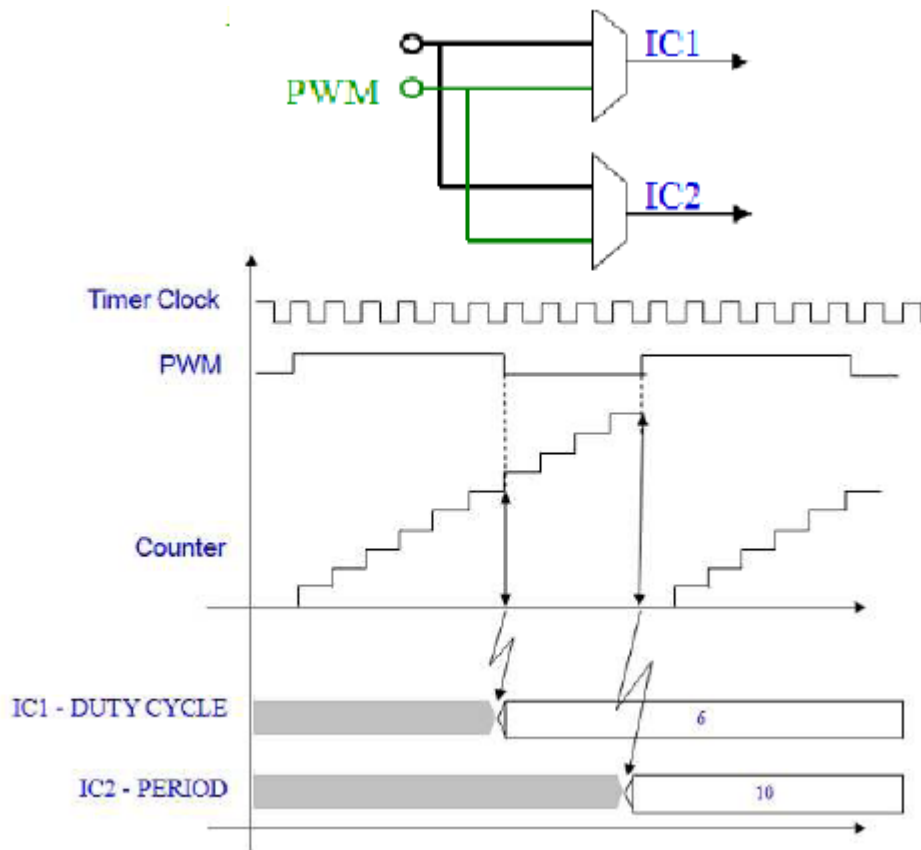 IC1
PWM
IC2
Timer Clock
PWM
Counter
IC1 - DUTY CYCLE
6
IC2 - PERIOD
10